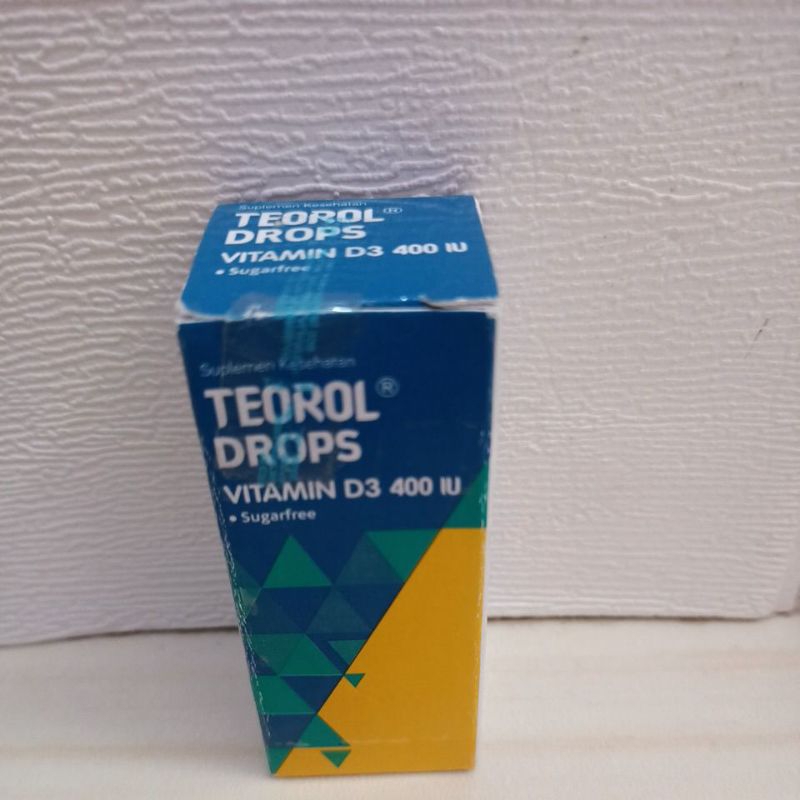 Suplemen Kesehatan
TEOROL®
DROPS
VITAMIN D3 400 IU
• Sugarfree
Suplemen Kesehatan
TEOROL®
DROPS
VITAMIN D3 400 IU
• Sugarfree